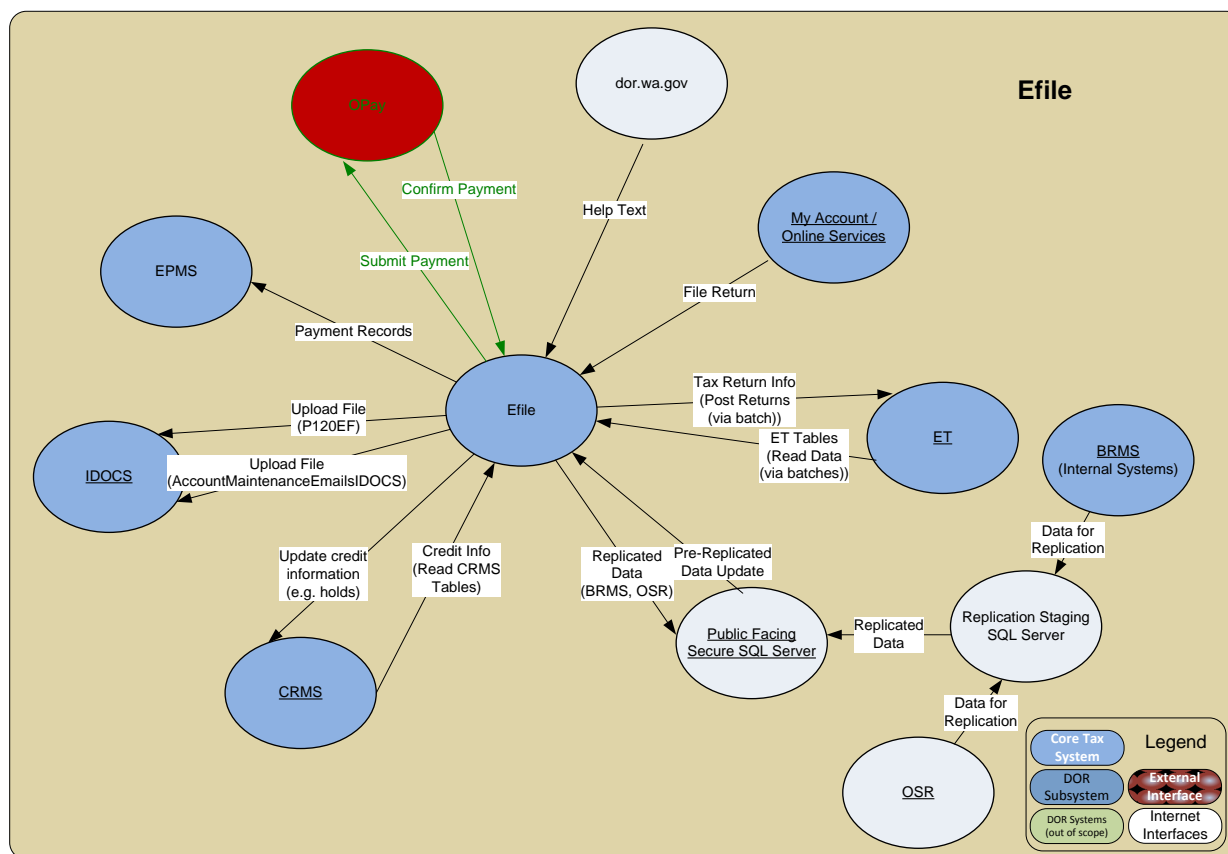 Efile
OPay
dor.wa.gov
Confirm Payment
Help Text
My Account /
Online Services
Submit Payment
EPMS
File Return
Payment Records
Efile
Tax Return Info
(Post Returns
(via batch))
ET
ET Tables
(Read Data
(via batches))
BRMS
(Internal Systems)
Upload File
(P120EF)
IDOCS
Upload File
(AccountMaintenanceEmailsIDOCS)
Data for
Replication
Update credit
information
(e.g. holds)
Credit Info
(Read CRMS
Tables)
Replicated
Data
(BRMS, OSR)
Pre-Replicated
Data Update
Public Facing
Secure SQL Server
Replicated
Data
Replication Staging
SQL Server
CRMS
Data for
Replication
OSR
Legend
Core Tax
System
DOR
Subsystem
External
Interface
DOR Systems
(out of scope)
Internet
Interfaces